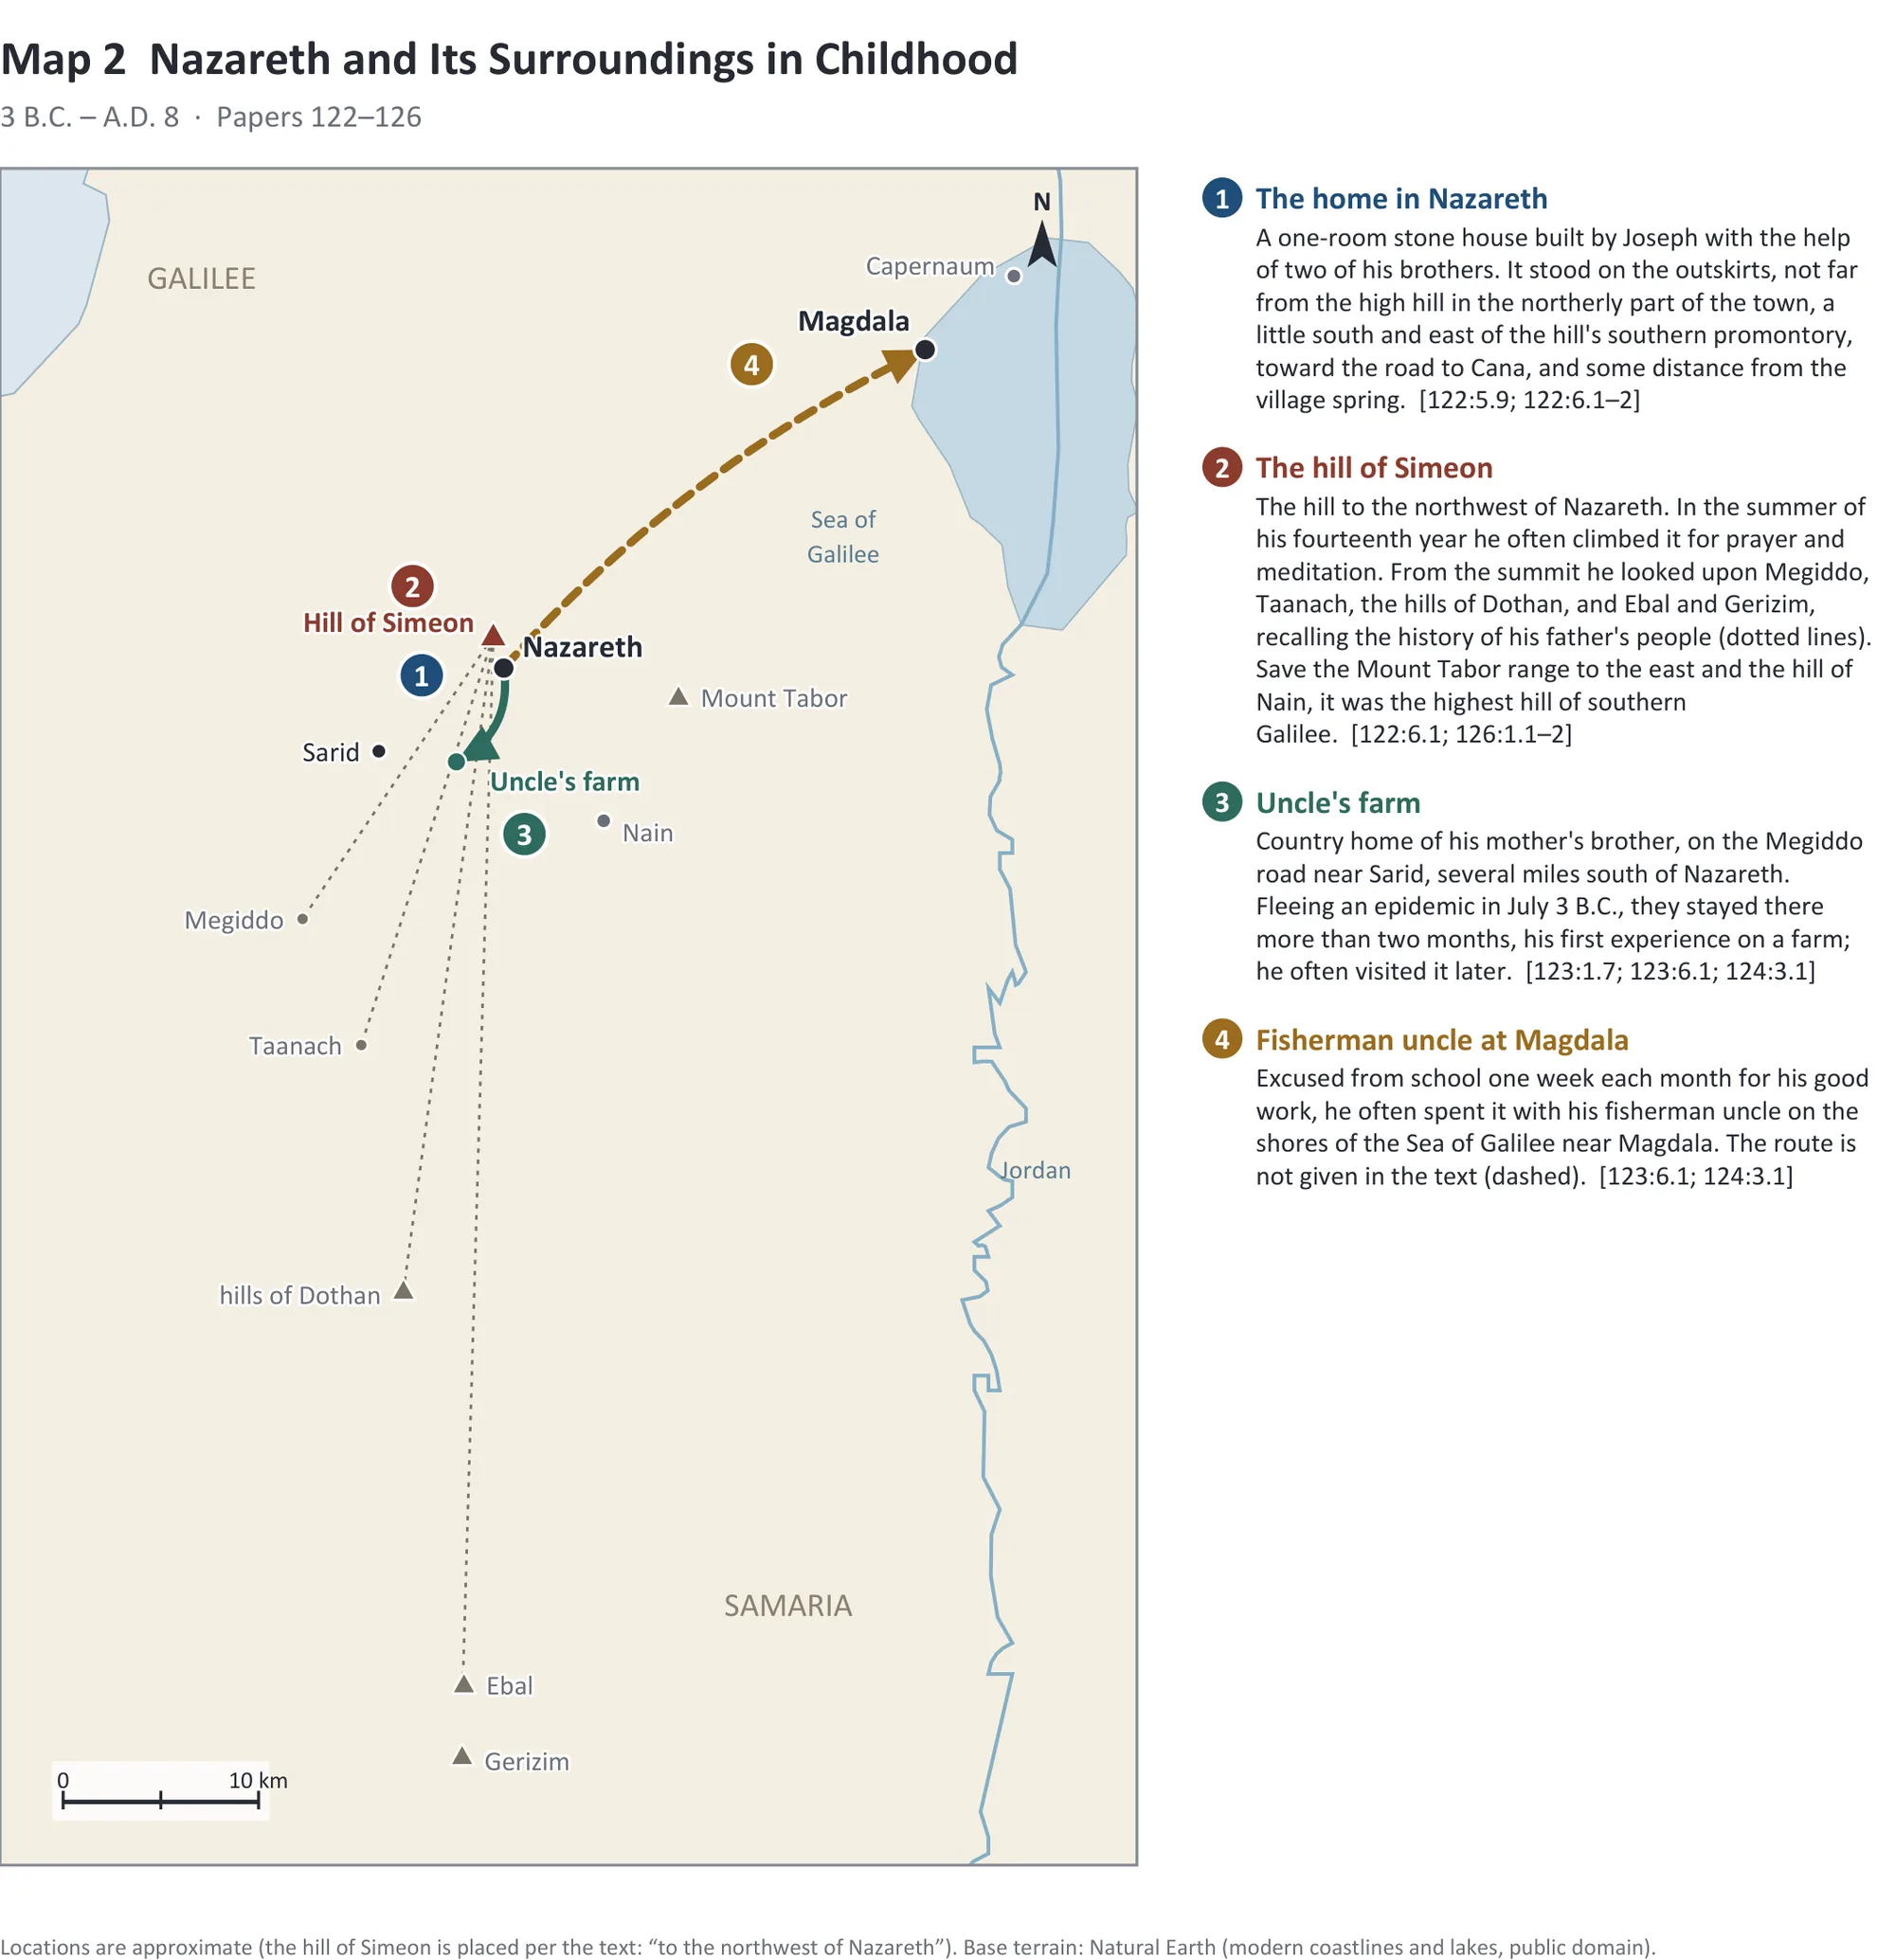 Map 2 Nazareth and Its Surroundings in Childhood
3 B.C. – A.D. 8 · Papers 122–126
N
GALILEE
Capernaum
Magdala
4
Sea of
Galilee
2
Hill of Simeon
Nazareth
1
Mount Tabor
Sarid
Uncle's farm
3
Nain
Megiddo
Taanach
Jordan
hills of Dothan
SAMARIA
Ebal
Gerizim
0 10 km
1 The home in Nazareth
A one-room stone house built by Joseph with the help
of two of his brothers. It stood on the outskirts, not far
from the high hill in the northerly part of the town, a
little south and east of the hill's southern promontory,
toward the road to Cana, and some distance from the
village spring. [122:5.9; 122:6.1–2]
2 The hill of Simeon
The hill to the northwest of Nazareth. In the summer of
his fourteenth year he often climbed it for prayer and
meditation. From the summit he looked upon Megiddo,
Taanach, the hills of Dothan, and Ebal and Gerizim,
recalling the history of his father's people (dotted lines).
Save the Mount Tabor range to the east and the hill of
Nain, it was the highest hill of southern
Galilee. [122:6.1; 126:1.1–2]
3 Uncle's farm
Country home of his mother's brother, on the Megiddo
road near Sarid, several miles south of Nazareth.
Fleeing an epidemic in July 3 B.C., they stayed there
more than two months, his first experience on a farm;
he often visited it later. [123:1.7; 123:6.1; 124:3.1]
4 Fisherman uncle at Magdala
Excused from school one week each month for his good
work, he often spent it with his fisherman uncle on the
shores of the Sea of Galilee near Magdala. The route is
not given in the text (dashed). [123:6.1; 124:3.1]
Locations are approximate (the hill of Simeon is placed per the text: “to the northwest of Nazareth”). Base terrain: Natural Earth (modern coastlines and lakes, public domain).